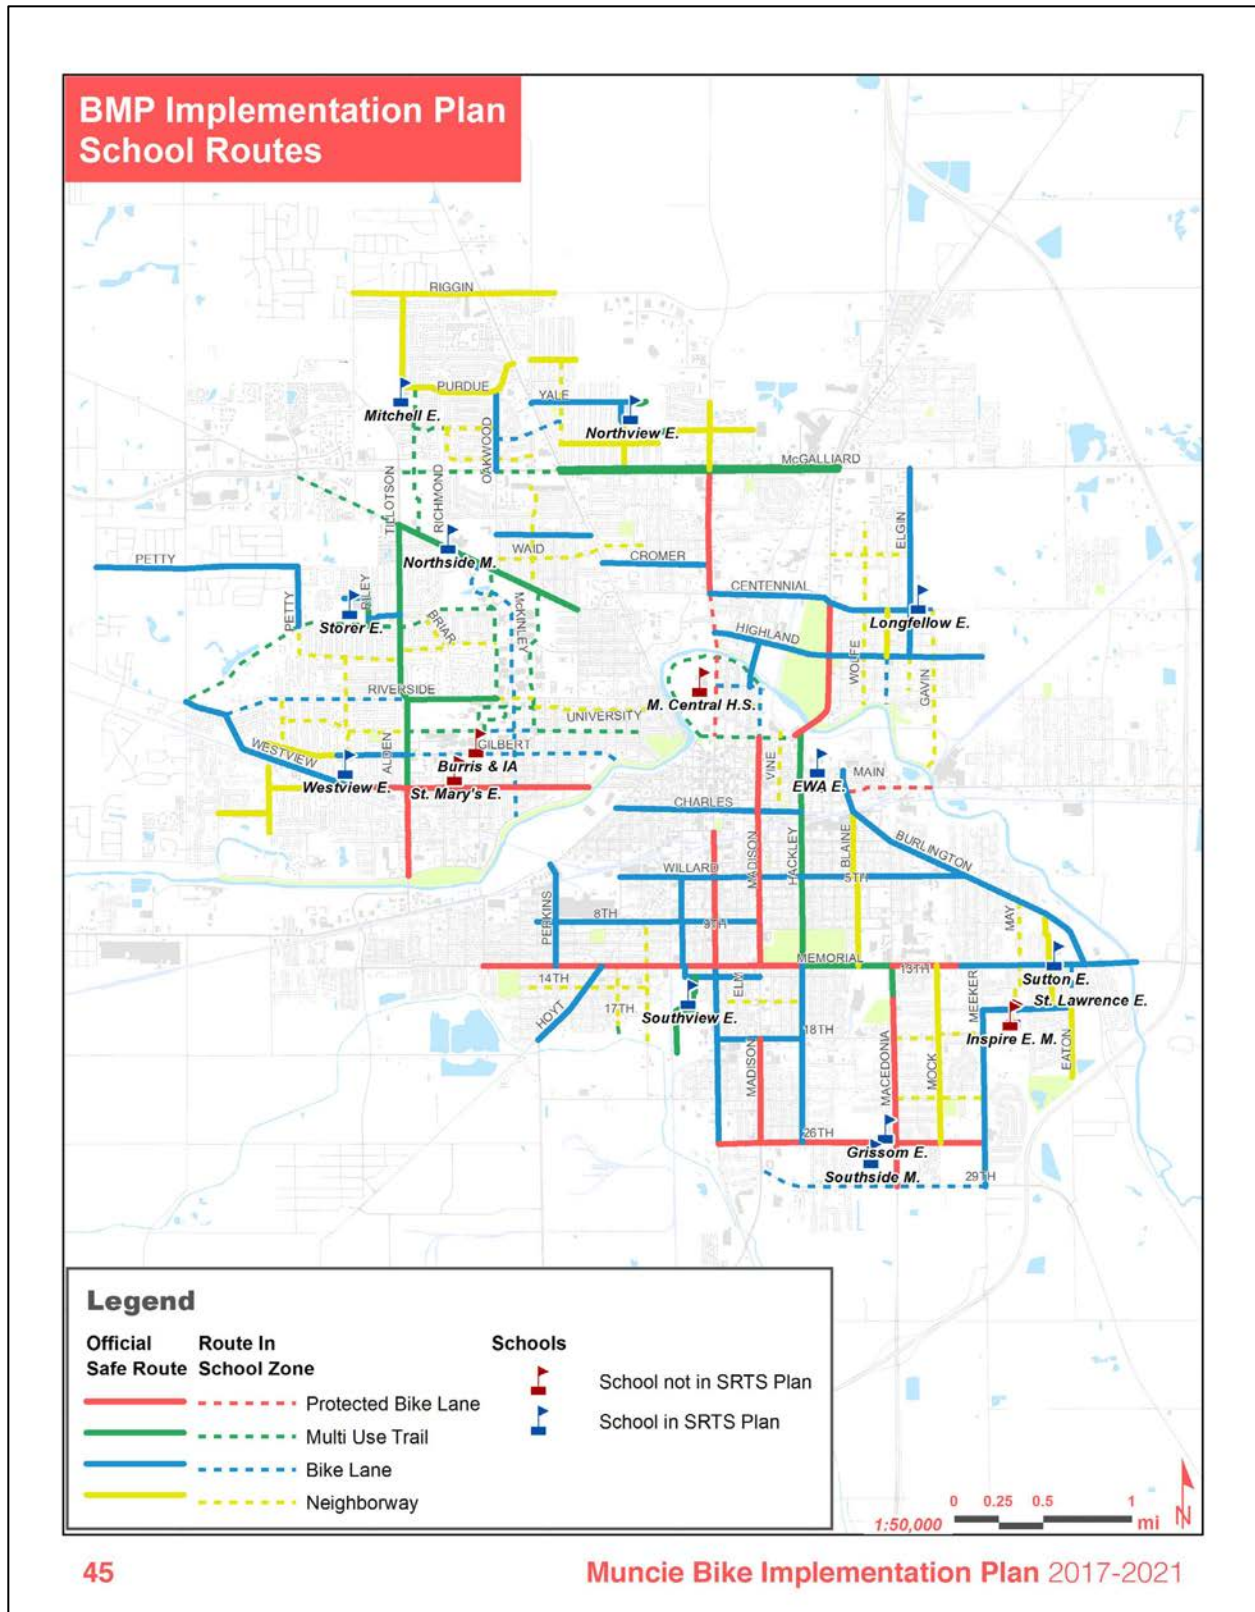 BMP Implementation Plan
School Routes
RIGGIN
PURDUE
Mitchell E.
YALE
Northview E.
OAKWOOD
McGALLIARD
TILLOTSON
RICHMOND
ELGIN
Northside M.
WAID
CROMER
PETTY
CENTENNIAL
PETTY
RILEY
Storer E.
BRIAR
McKINLEY
HIGHLAND
Longfellow E.
WOLFE
GAVIN
RIVERSIDE
M. Central H.S.
UNIVERSITY
WESTVIEW
ALDEN
GILBERT
Burris & IA
VINE
MAIN
Westview E.
St. Mary's E.
EWA E.
CHARLES
MADISON
HACKLEY
BLAINE
BURLINGTON
WILLARD
5TH
PERKINS
8TH
9TH
MAY
MEMORIAL
13TH
14TH
ELM
MEEKER
Sutton E.
HOYT
17TH
Southview E.
St. Lawrence E.
18TH
Inspire E. M.
MADISON
MACEDONIA
MOCK
EATON
26TH
Grissom E.
Southside M.
29TH
Legend
Official
Safe Route
Route In
School Zone
Protected Bike Lane
Multi Use Trail
Bike Lane
Neighborway
Schools
School not in SRTS Plan
School in SRTS Plan
0 0.25 0.5 1
1:50,000
mi
N
45
Muncie Bike Implementation Plan 2017-2021